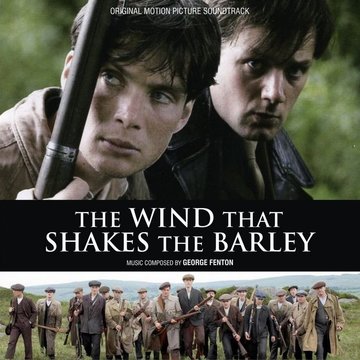 ORIGINAL MOTION PICTURE SOUNDTRACK
THE WIND THAT
SHAKES THE BARLEY
MUSIC COMPOSED BY GEORGE FENTON